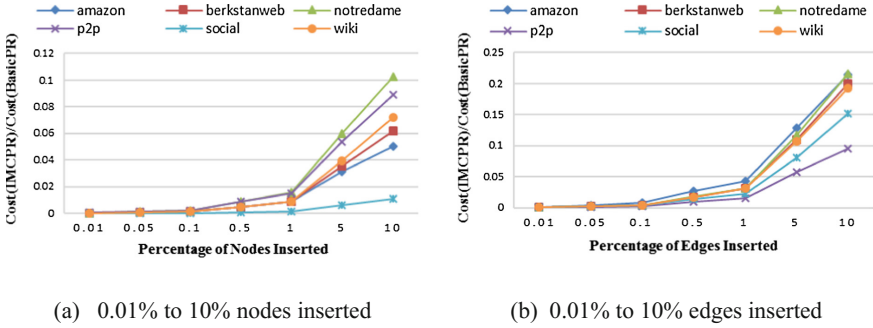 amazon berkstanweb notredame
p2p social wiki
Cost(IMCPR)/Cost(BasicPR)
0.12
0.1
0.08
0.06
0.04
0.02
0
0.01 0.05 0.1 0.5 1 5 10
Percentage of Nodes Inserted
(a) 0.01% to 10% nodes inserted
amazon berkstanweb notredame
p2p social wiki
Cost(IMCPR)/Cost(BasicPR)
0.25
0.2
0.15
0.1
0.05
0
0.01 0.05 0.1 0.5 1 5 10
Percentage of Edges Inserted
(b) 0.01% to 10% edges inserted